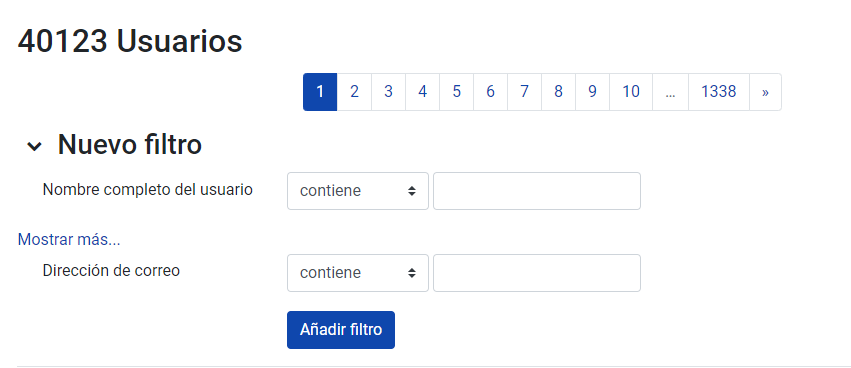 40123 Usuarios
1 2 3 4 5 6 7 8 9 10 ... 1338 »
Nuevo filtro
Nombre completo del usuario contiene
Mostrar más...
Dirección de correo contiene
Añadir filtro